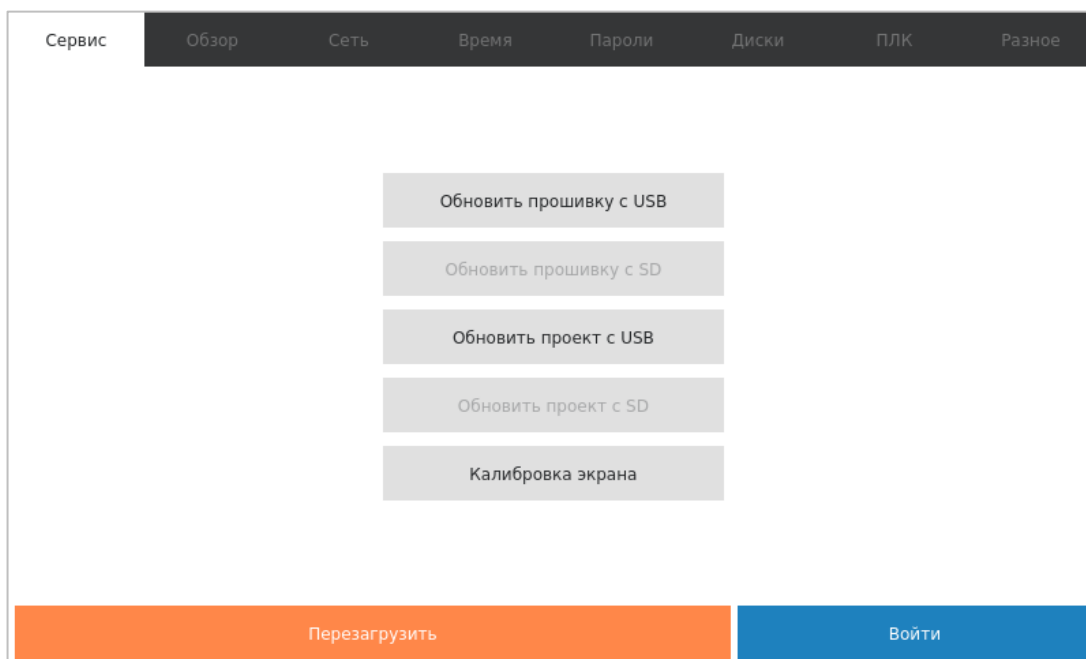 Сервис Обзор Сеть Время Пароли Диски ПЛК Разное
Обновить прошивку с USB
Обновить прошивку с SD
Обновить проект с USB
Обновить проект с SD
Калибровка экрана
Перезагрузить Войти